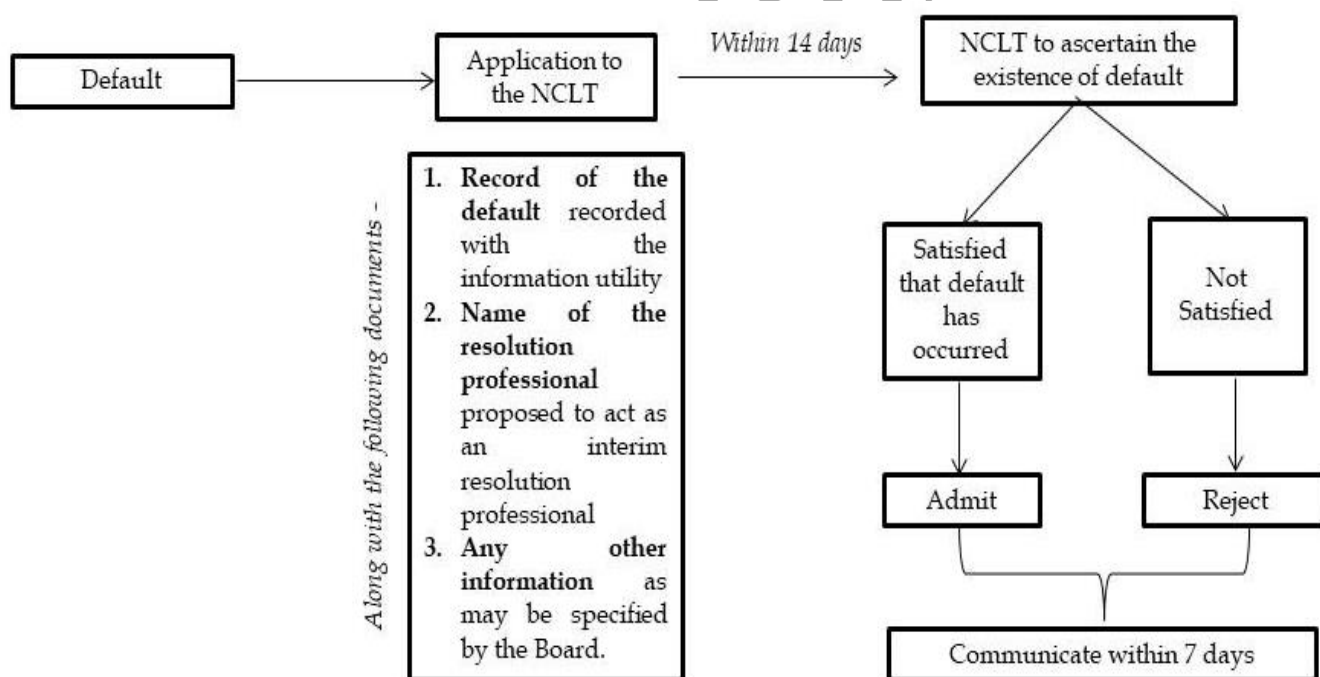 Default
Application to
the NCLT
Within 14 days
NCLT to ascertain the
existence of default
Along with the following documents -
1. Record of the
default recorded
with the
information utility
2. Name of the
resolution
professional
proposed to act as
an interim
resolution
professional
3. Any other
information as
may be specified
by the Board.
Satisfied
that default
has
occurred
Not
Satisfied
Admit
Reject
Communicate within 7 days